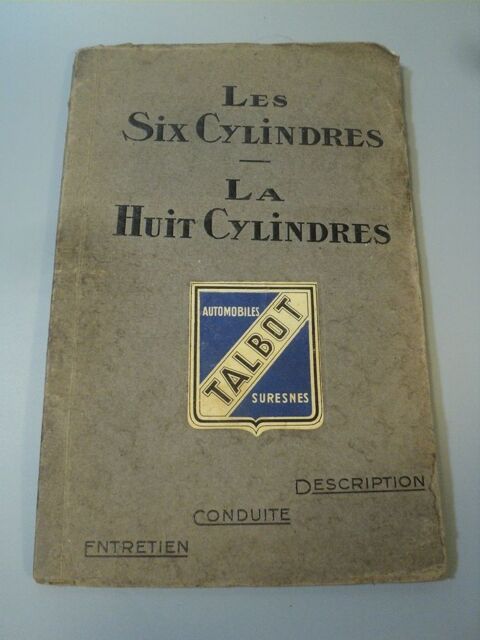 LES
SIX CYLINDRES
—
LA
HUIT CYLINDRES
AUTOMOBILES
TALBOT
SURESNES
DESCRIPTION
CONDUITE
ENTRETIEN